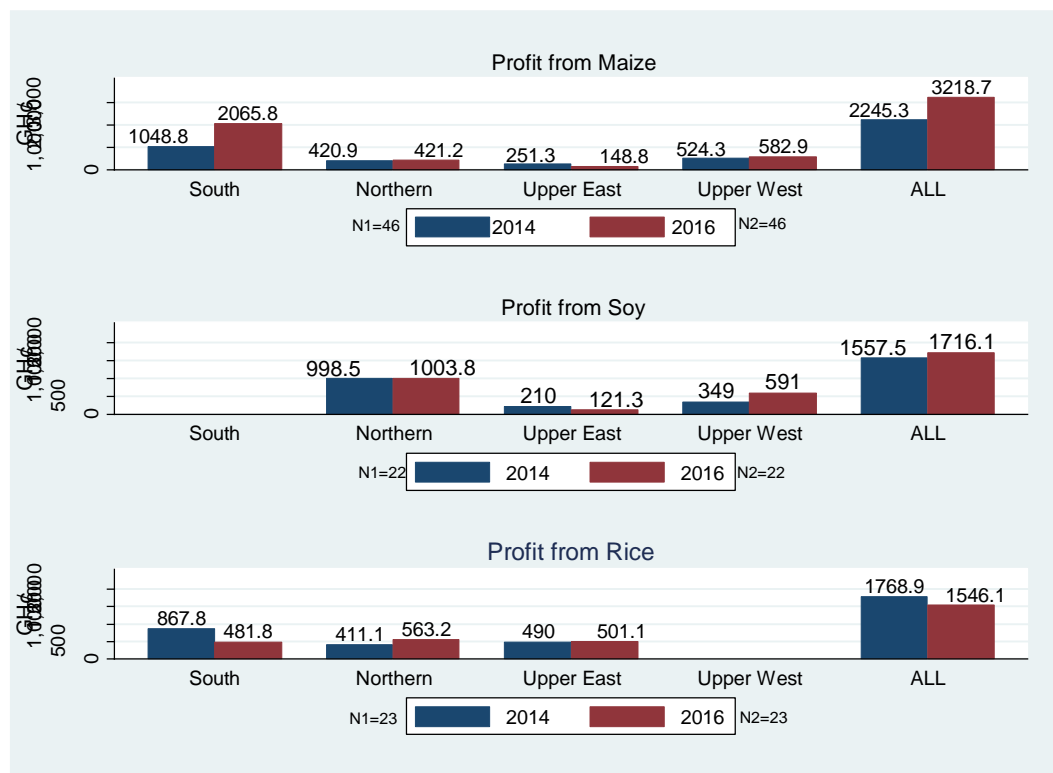 Profit from Maize
0
1048.8 2065.8 420.9 421.2 251.3 148.8 524.3 582.9 2245.3 3218.7
South Northern Upper East Upper West ALL
N1=46 2014 2016 N2=46
Profit from Soy
0 500
998.5 1003.8 210 121.3 349 591 1557.5 1716.1
South Northern Upper East Upper West ALL
N1=22 2014 2016 N2=22
Profit from Rice
0 500
867.8 481.8 411.1 563.2 490 501.1 1768.9 1546.1
South Northern Upper East Upper West ALL
N1=23 2014 2016 N2=23